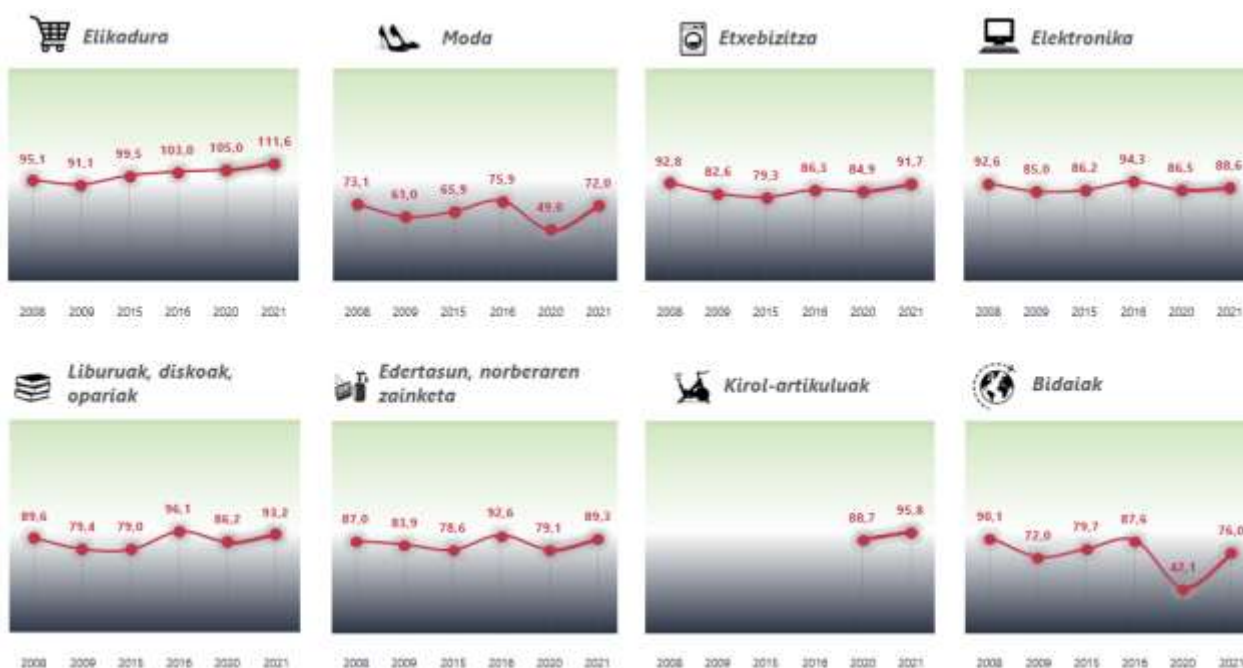 Elikadura
Moda
Etxebizitza
Elektronika
95,1 91,1 99,5 103,0 105,0 111,6
73,1 61,0 65,9 75,9 49,0 72,0
92,8 82,6 79,3 86,3 84,9 91,7
92,6 85,0 86,2 94,3 86,5 88,6
2008 2009 2015 2016 2020 2021
2008 2009 2015 2016 2020 2021
2008 2009 2015 2016 2020 2021
2008 2009 2015 2016 2020 2021
Liburuak, diskoak,
opariak
Edertasun, norberaren
zainketa
Kirol-artikuluak
Bidaiak
89,6 79,4 79,0 96,1 86,2 93,2
87,0 83,9 78,6 92,6 79,1 89,3
88,7 95,8
90,1 72,0 79,7 87,6 76,0
2008 2009 2015 2016 2020 2021
2008 2009 2015 2016 2020 2021
2008 2009 2015 2016 2020 2021
2008 2009 2015 2016 2020 2021